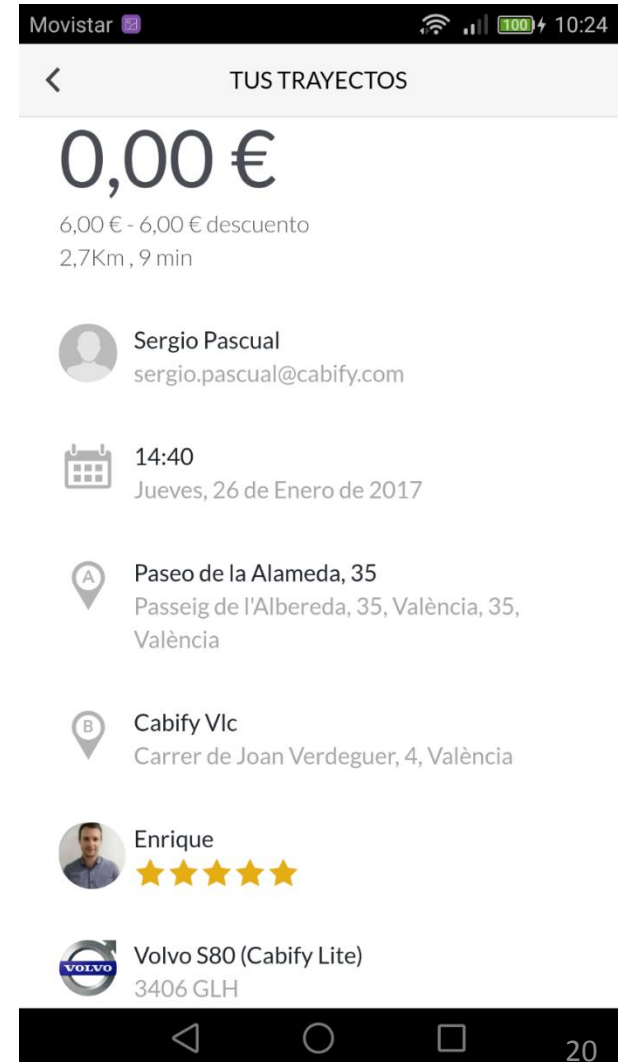 Movistar
100 10:24
TUS TRAYECTOS
0,00 €
6,00 € - 6,00 € descuento
2,7Km , 9 min
Sergio Pascual
sergio.pascual@cabify.com
14:40
Jueves, 26 de Enero de 2017
A
Paseo de la Alameda, 35
Passeig de l'Albereda, 35, València, 35,
València
B
Cabify Vlc
Carrer de Joan Verdeguer, 4, València
Enrique
VOLVO
Volvo S80 (Cabify Lite)
3406 GLH
20